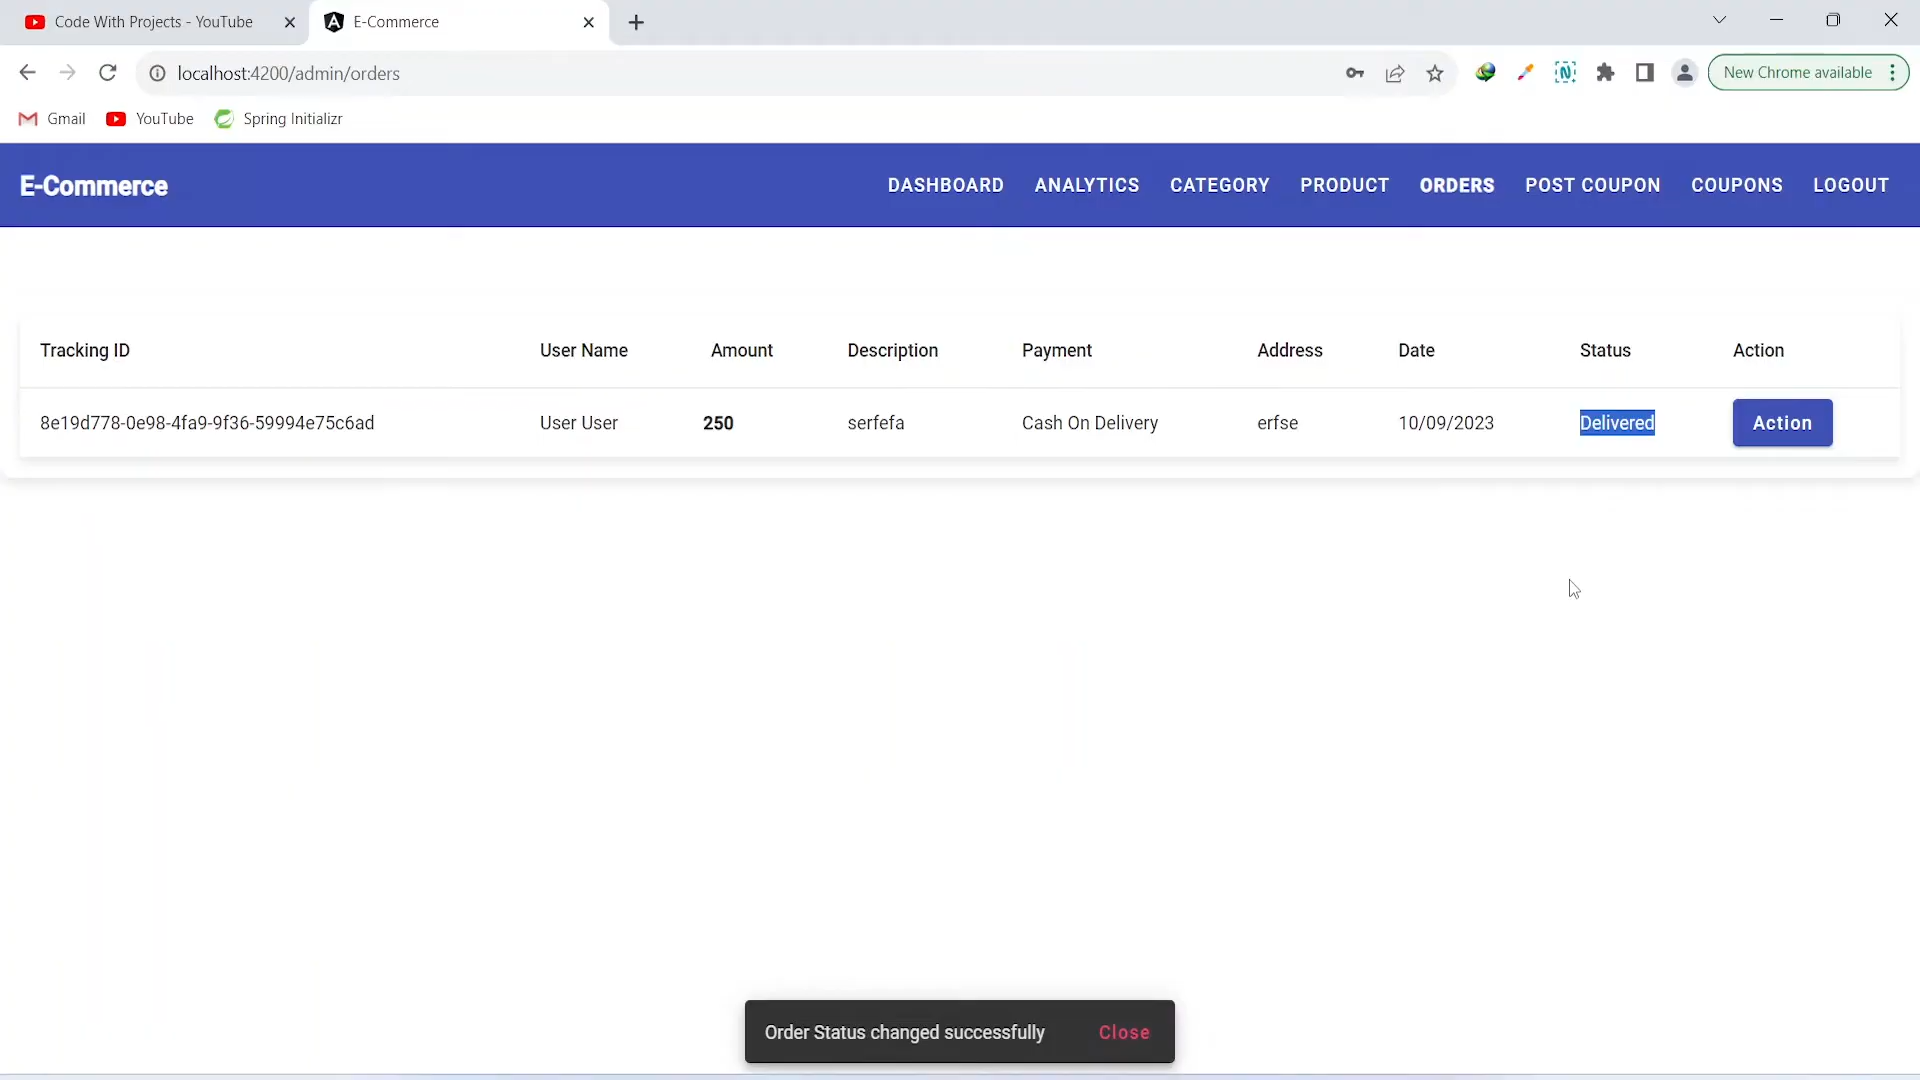 Code With Projects - YouTube
E-Commerce
localhost:4200/admin/orders
New Chrome available
Gmail
YouTube
Spring Initializr
E-Commerce
DASHBOARD ANALYTICS CATEGORY PRODUCT ORDERS POST COUPON COUPONS LOGOUT
Tracking ID User Name Amount Description Payment Address Date Status Action
8e19d778-0e98-4fa9-9f36-59994e75c6ad User User 250 serfefa Cash On Delivery erfse 10/09/2023 Delivered Action
Order Status changed successfully Close